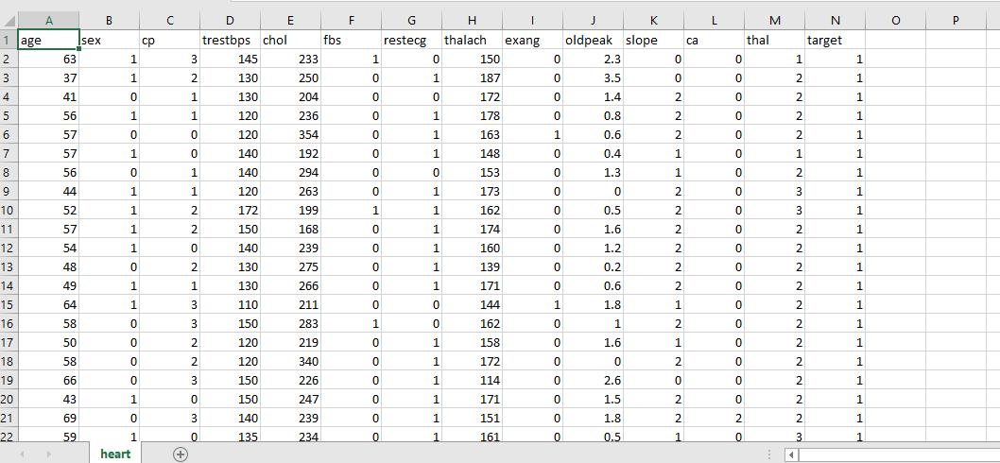 A B C D E F G H I J K L M N O P
1 age sex cp trestbps chol fbs restecg thalach exang oldpeak slope ca thal target
2 63 1 3 145 233 1 0 150 0 2.3 0 0 1 1
3 37 1 2 130 250 0 1 187 0 3.5 0 0 2 1
4 41 0 1 130 204 0 0 172 0 1.4 2 0 2 1
5 56 1 1 120 236 0 1 178 0 0.8 2 0 2 1
6 57 0 0 120 354 0 1 163 1 0.6 2 0 2 1
7 57 1 0 140 192 0 1 148 0 0.4 1 0 1 1
8 56 0 1 140 294 0 0 153 0 1.3 1 0 2 1
9 44 1 1 120 263 0 1 173 0 0 2 0 3 1
10 52 1 2 172 199 1 1 162 0 0.5 2 0 3 1
11 57 1 2 150 168 0 1 174 0 1.6 2 0 2 1
12 54 1 0 140 239 0 1 160 0 1.2 2 0 2 1
13 48 0 2 130 275 0 1 139 0 0.2 2 0 2 1
14 49 1 1 130 266 0 1 171 0 0.6 2 0 2 1
15 64 1 3 110 211 0 0 144 1 1.8 1 0 2 1
16 58 0 3 150 283 1 0 162 0 1 2 0 2 1
17 50 0 2 120 219 0 1 158 0 1.6 1 0 2 1
18 58 0 2 120 340 0 1 172 0 0 2 0 2 1
19 66 0 3 150 226 0 1 114 0 2.6 0 0 2 1
20 43 1 0 150 247 0 1 171 0 1.5 2 0 2 1
21 69 0 3 140 239 0 1 151 0 1.8 2 2 2 1
22 59 1 0 135 234 0 1 161 0 0.5 1 0 3 1
heart